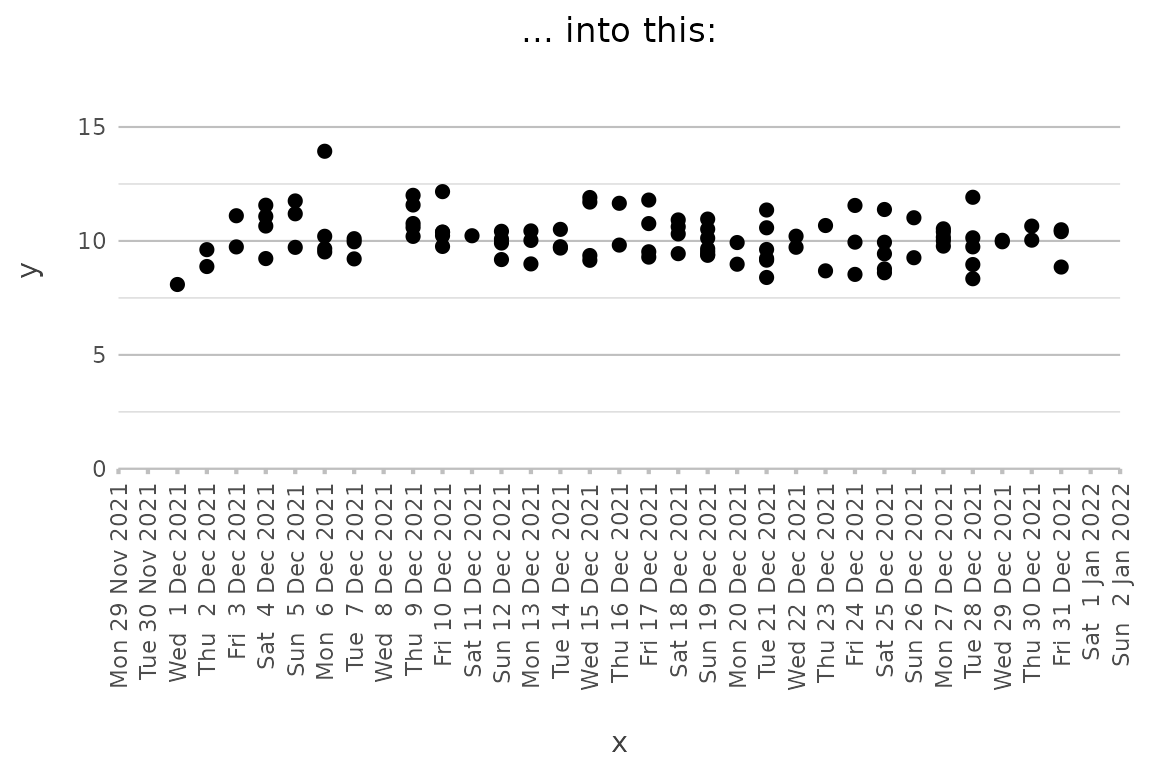 ... into this:
15
10
5
0
y
Mon 29 Nov 2021
Tue 30 Nov 2021
Wed  1 Dec 2021
Thu  2 Dec 2021
Fri  3 Dec 2021
Sat  4 Dec 2021
Sun  5 Dec 2021
Mon  6 Dec 2021
Tue  7 Dec 2021
Wed  8 Dec 2021
Thu  9 Dec 2021
Fri 10 Dec 2021
Sat 11 Dec 2021
Sun 12 Dec 2021
Mon 13 Dec 2021
Tue 14 Dec 2021
Wed 15 Dec 2021
Thu 16 Dec 2021
Fri 17 Dec 2021
Sat 18 Dec 2021
Sun 19 Dec 2021
Mon 20 Dec 2021
Tue 21 Dec 2021
Wed 22 Dec 2021
Thu 23 Dec 2021
Fri 24 Dec 2021
Sat 25 Dec 2021
Sun 26 Dec 2021
Mon 27 Dec 2021
Tue 28 Dec 2021
Wed 29 Dec 2021
Thu 30 Dec 2021
Fri 31 Dec 2021
Sat  1 Jan 2022
Sun  2 Jan 2022
x